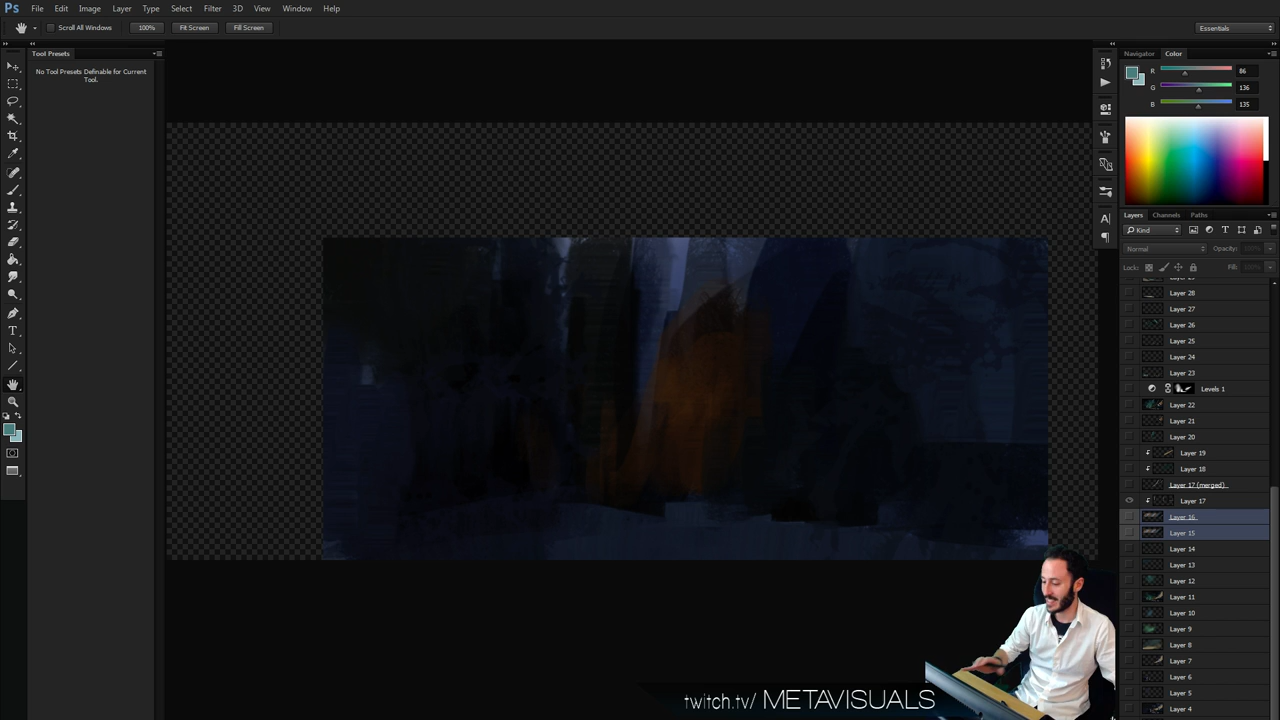 Ps File Edit Image Layer Type Select Filter 3D View Window Help
Scroll All Windows 100% Fit Screen Fill Screen Essentials
Tool Presets
No Tool Presets Definable for Current
Tool.
Navigator Color
R 86
G 136
B 135
Layers Channels Paths
Kind
Normal Opacity: 100%
Lock: Fill: 100%
Layer 28
Layer 27
Layer 26
Layer 25
Layer 24
Layer 23
Levels 1
Layer 22
Layer 21
Layer 20
Layer 19
Layer 18
Layer 17 (merged)
Layer 17
Layer 16
Layer 15
Layer 14
Layer 13
Layer 12
Layer 11
Layer 10
Layer 9
Layer 8
Layer 7
Layer 6
Layer 5
Layer 4
twitch.tv/ METAVISUALS